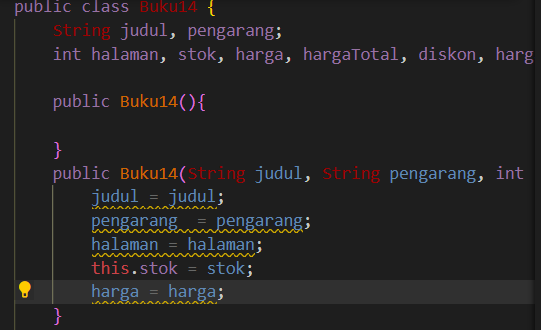 public class Buku14 {
String judul, pengarang;
int halaman, stok, harga, hargaTotal, diskon, harg
public Buku14(){
}
public Buku14(String judul, String pengarang, int
judul = judul;
pengarang  = pengarang;
halaman = halaman;
this.stok = stok;
harga = harga;
}